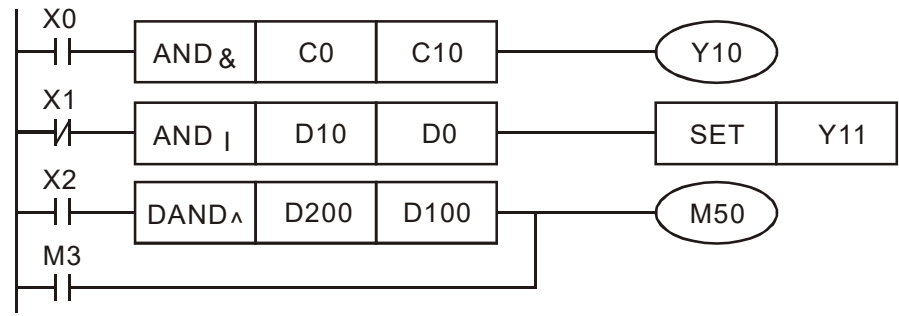 X0
AND & C0 C10 Y10
X1
AND | D10 D0 SET Y11
X2
DAND ^ D200 D100 M50
M3